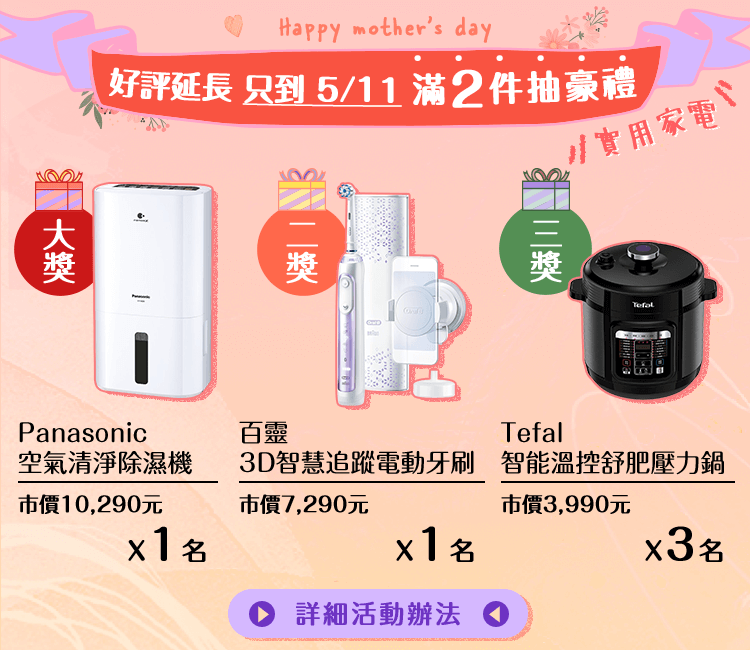 Happy mother's day
好評延長 只到 5/11 滿2件抽豪禮
實用家電
大獎
二獎
三獎
Panasonic
Tefal
Panasonic
空氣清淨除濕機
市價10,290元
x1名
百靈
3D智慧追蹤電動牙刷
市價7,290元
x1名
Tefal
智能溫控舒肥壓力鍋
市價3,990元
x3名
詳細活動辦法